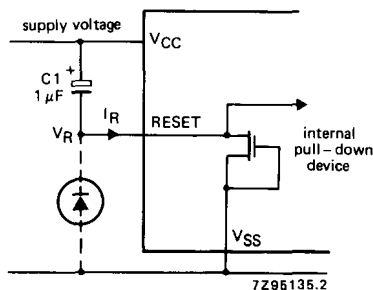 supply voltage
VCC
C1
+
1 μF
IR
RESET
VR
internal
pull-down
device
VSS
7Z96135.2